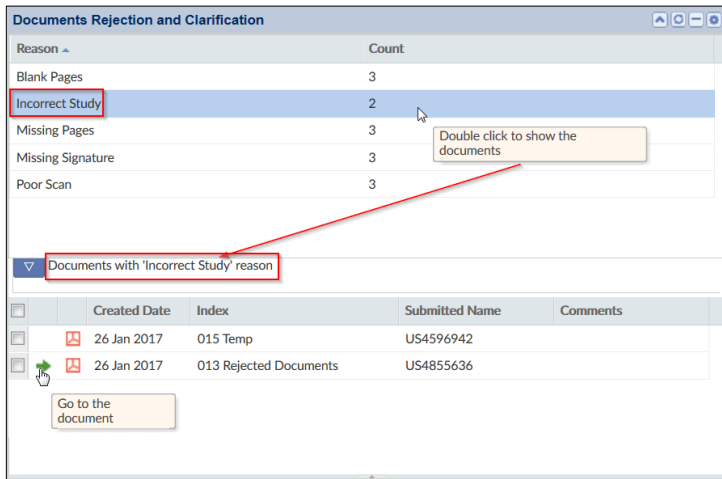 Documents Rejection and Clarification
Reason Count
Blank Pages 3
Incorrect Study 2
Missing Pages 3
Missing Signature 3
Poor Scan 3
Double click to show the
documents
Documents with 'Incorrect Study' reason
Created Date Index Submitted Name Comments
26 Jan 2017 015 Temp US4596942
26 Jan 2017 013 Rejected Documents US4855636
Go to the
document